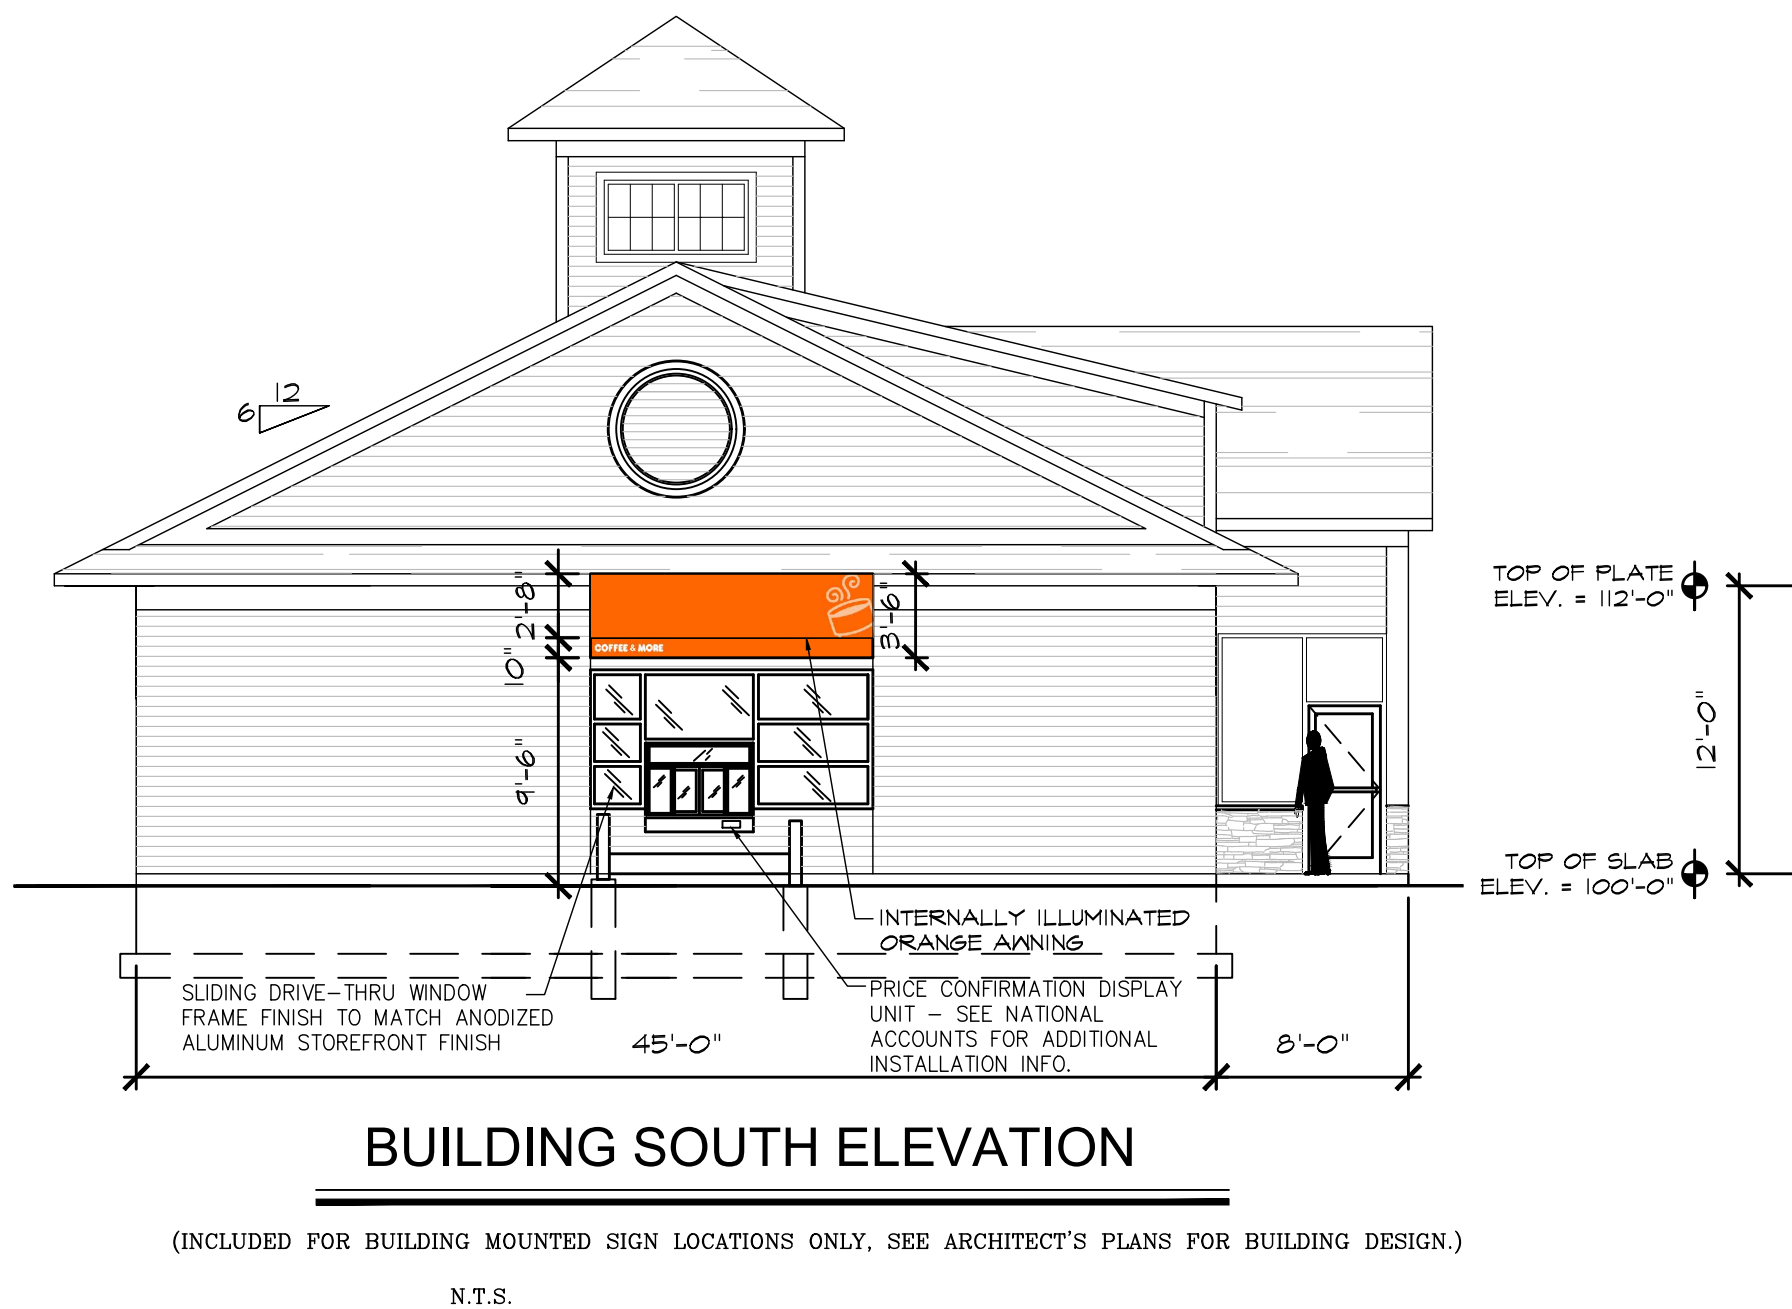 12
6
2'-8"
3'-6"
10"
COFFEE & MORE
9'-6"
TOP OF PLATE
ELEV. = 112'-0"
12'-0"
TOP OF SLAB
ELEV. = 100'-0"
INTERNALLY ILLUMINATED
ORANGE AWNING
SLIDING DRIVE-THRU WINDOW
FRAME FINISH TO MATCH ANODIZED
ALUMINUM STOREFRONT FINISH
PRICE CONFIRMATION DISPLAY
UNIT - SEE NATIONAL
ACCOUNTS FOR ADDITIONAL
INSTALLATION INFO.
45'-0"
8'-0"
BUILDING SOUTH ELEVATION
(INCLUDED FOR BUILDING MOUNTED SIGN LOCATIONS ONLY, SEE ARCHITECT'S PLANS FOR BUILDING DESIGN.)
N.T.S.